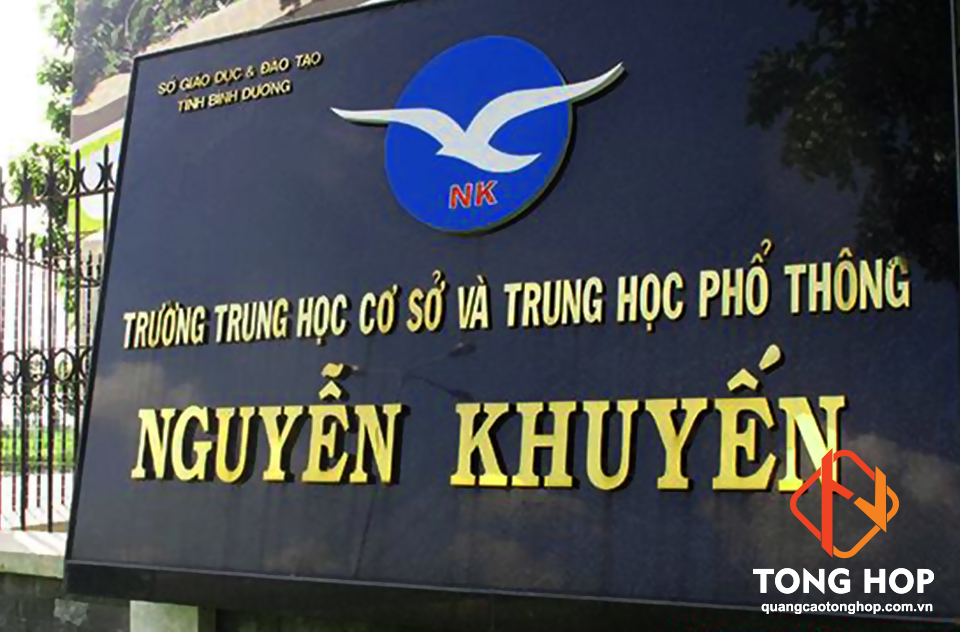 SỞ GIÁO DỤC & ĐÀO TẠO
TỈNH BÌNH DƯƠNG
NK
TRƯỜNG TRUNG HỌC CƠ SỞ VÀ TRUNG HỌC PHỔ THÔNG
NGUYỄN KHUYẾN
TONG HOP
quangcaotonghop.com.vn